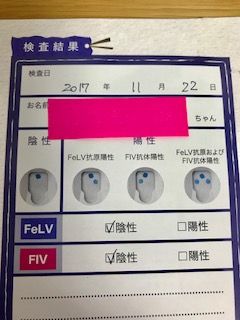 検査結果
検査日
2017 年 11 月 22 日
お名前 ちゃん
陰性 陽性
FeLV抗原陽性 FIV抗体陽性 FeLV抗原および
FIV抗体陽性
FeLV ☑陰性 □陽性
FIV ☑陰性 □陽性